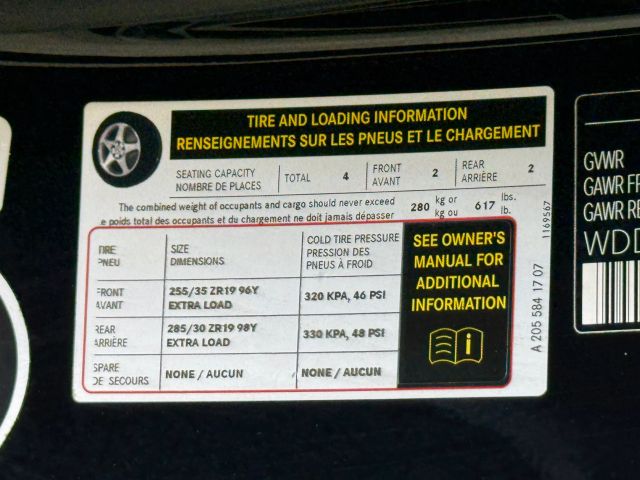 TIRE AND LOADING INFORMATION
RENSEIGNEMENTS SUR LES PNEUS ET LE CHARGEMENT
SEATING CAPACITY
NOMBRE DE PLACES
TOTAL 4
FRONT
AVANT
2
REAR
ARRIÈRE
2
The combined weight of occupants and cargo should never exceed
e poids total des occupants et du chargement ne doit jamais dépasser
280 kg or
kg ou
617 lbs.
lb.
TIRE
PNEU
SIZE
DIMENSIONS
COLD TIRE PRESSURE
PRESSION DES
PNEUS À FROID
FRONT
AVANT
255/35 ZR19 96Y
EXTRA LOAD
320 KPA, 46 PSI
REAR
ARRIÈRE
285/30 ZR19 98Y
EXTRA LOAD
330 KPA, 48 PSI
SPARE
DE SECOURS
NONE / AUCUN
NONE / AUCUN
SEE OWNER'S
MANUAL FOR
ADDITIONAL
INFORMATION
i
1169567
A 205 584 17 07
GVWR
GAWR FR
GAWR RE
WDD